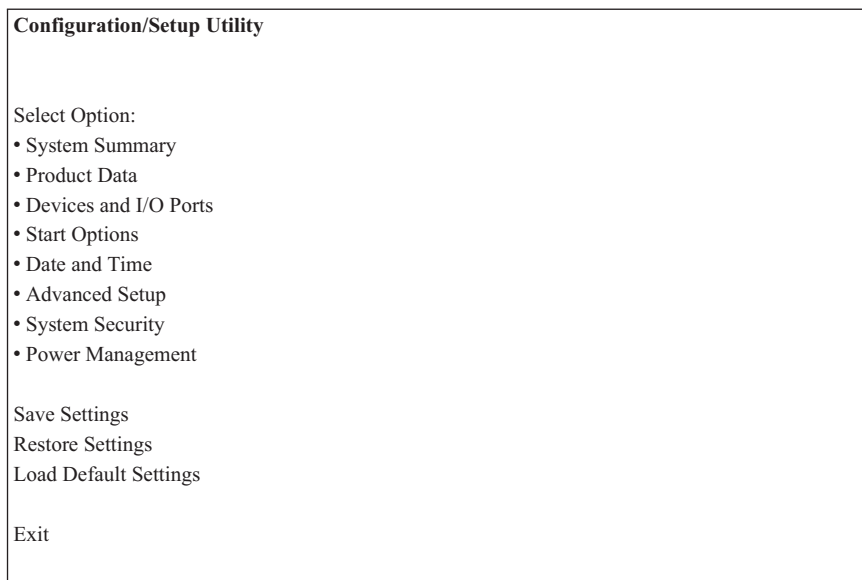 Configuration/Setup Utility
Select Option:
• System Summary
• Product Data
• Devices and I/O Ports
• Start Options
• Date and Time
• Advanced Setup
• System Security
• Power Management
Save Settings
Restore Settings
Load Default Settings
Exit